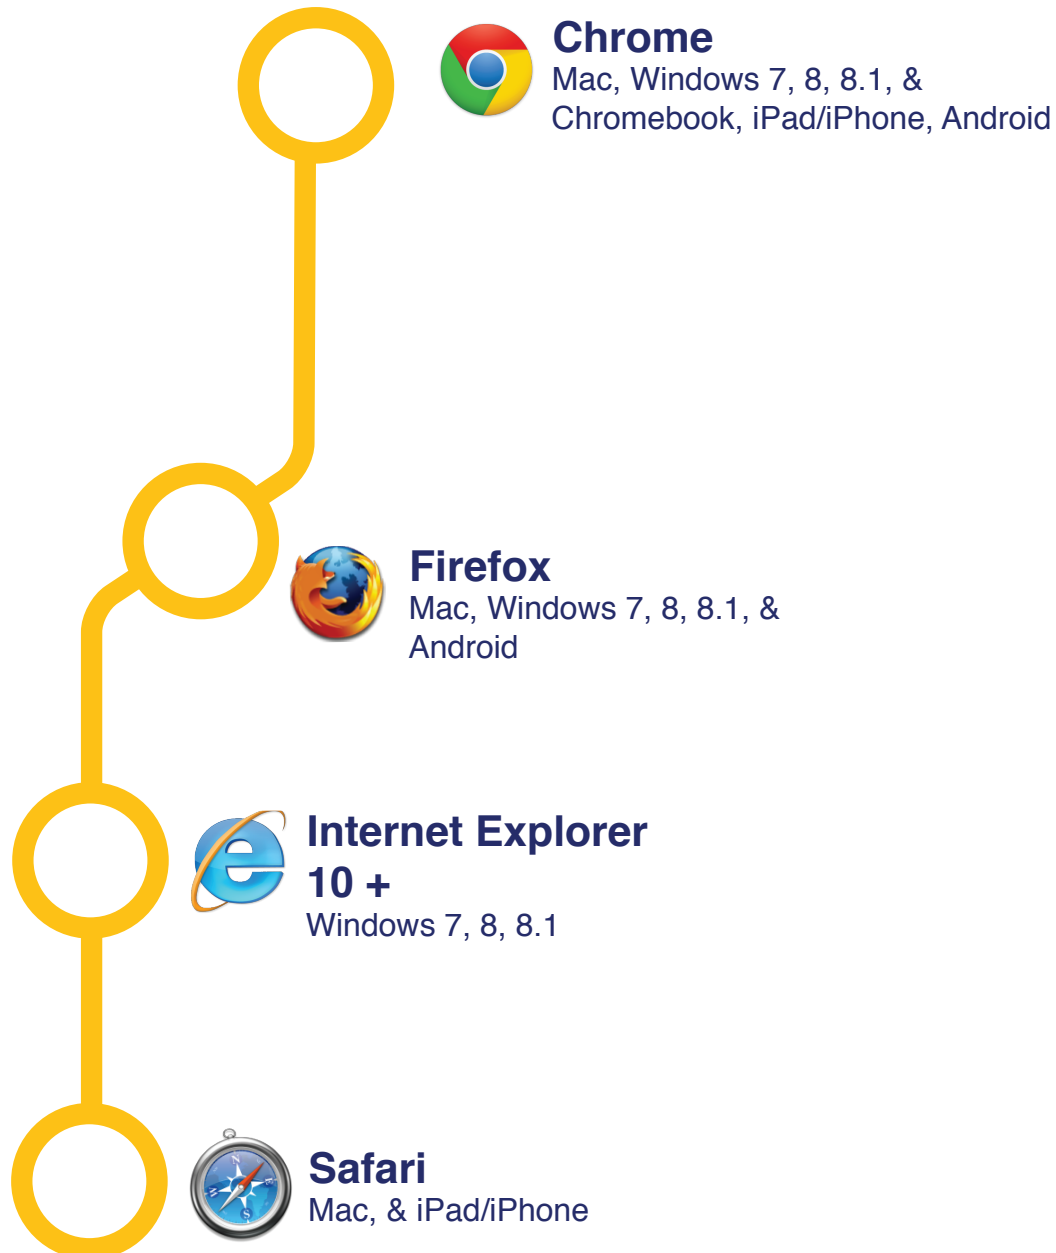 Chrome
Mac, Windows 7, 8, 8.1, &
Chromebook, iPad/iPhone, Android
Firefox
Mac, Windows 7, 8, 8.1, &
Android
Internet Explorer
10 +
Windows 7, 8, 8.1
N
E
S
W
Safari
Mac, & iPad/iPhone